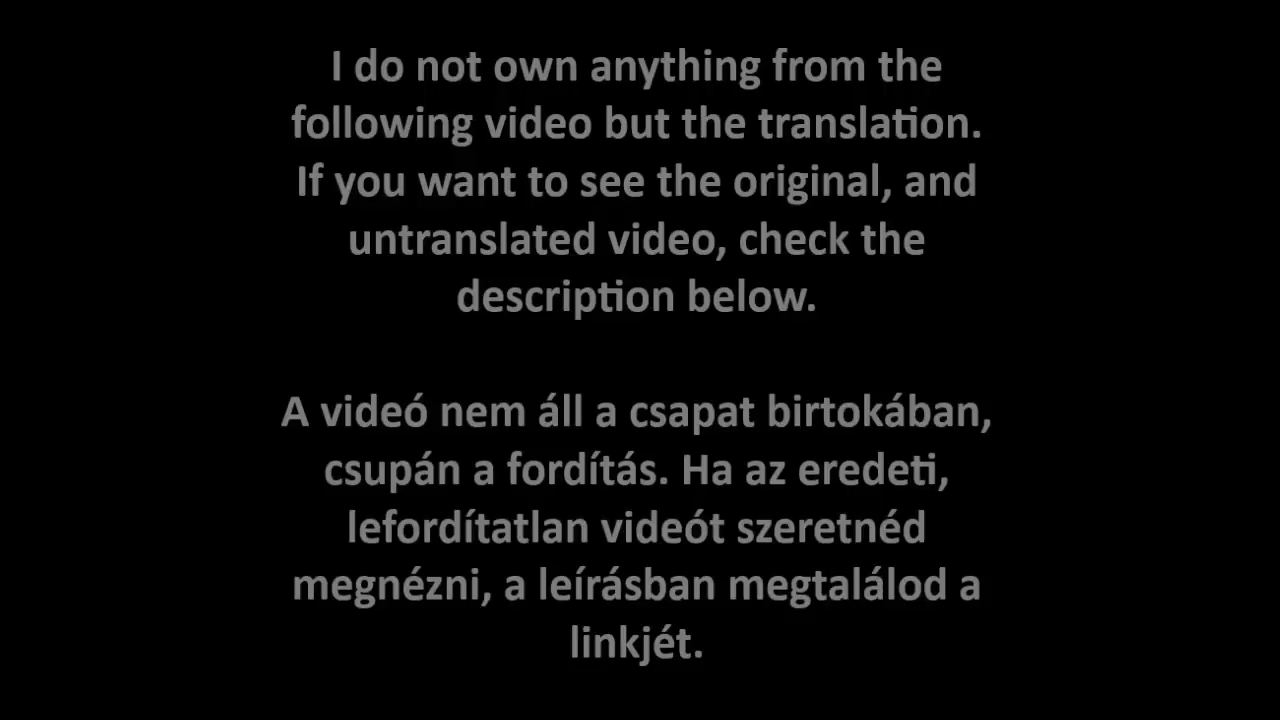 I do not own anything from the
following video but the translation.
If you want to see the original, and
untranslated video, check the
description below.
A videó nem áll a csapat birtokában,
csupán a fordítás. Ha az eredeti,
lefordítatlan videót szeretnéd
megnézni, a leírásban megtalálod a
linkjét.